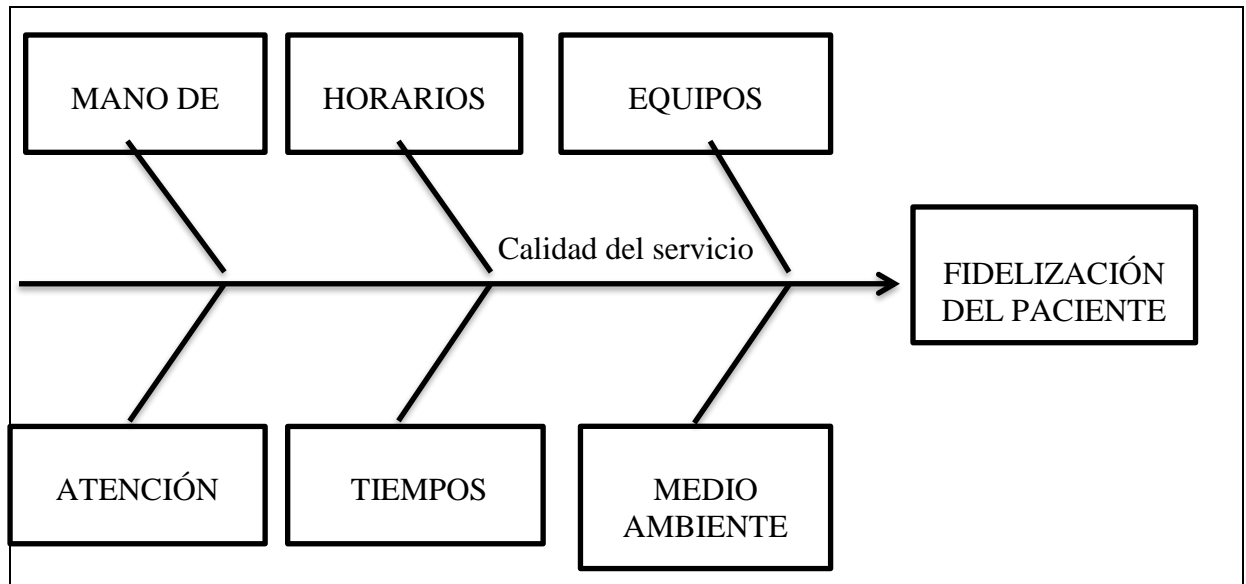 MANO DE
HORARIOS
EQUIPOS
Calidad del servicio
FIDELIZACIÓN
DEL PACIENTE
ATENCIÓN
TIEMPOS
MEDIO
AMBIENTE